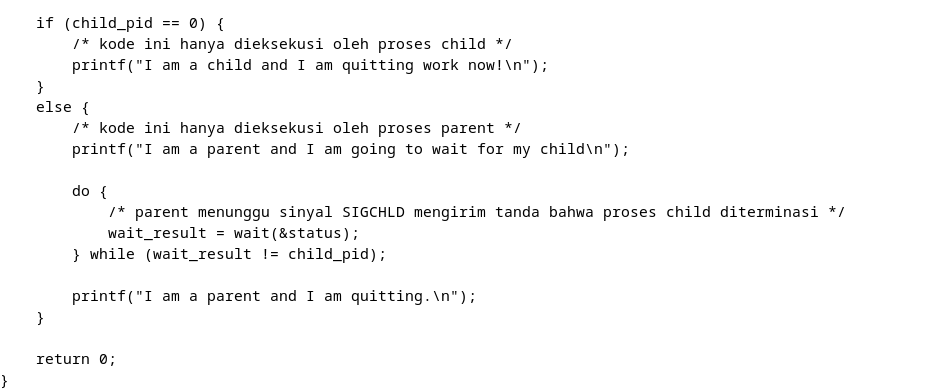 if (child_pid == 0) {
        /* kode ini hanya dieksekusi oleh proses child */
        printf("I am a child and I am quitting work now!\n");
    }
    else {
        /* kode ini hanya dieksekusi oleh proses parent */
        printf("I am a parent and I am going to wait for my child\n");

        do {
            /* parent menunggu sinyal SIGCHLD mengirim tanda bahwa proses child diterminasi */
            wait_result = wait(&status);
        } while (wait_result != child_pid);

        printf("I am a parent and I am quitting.\n");
    }

    return 0;
}